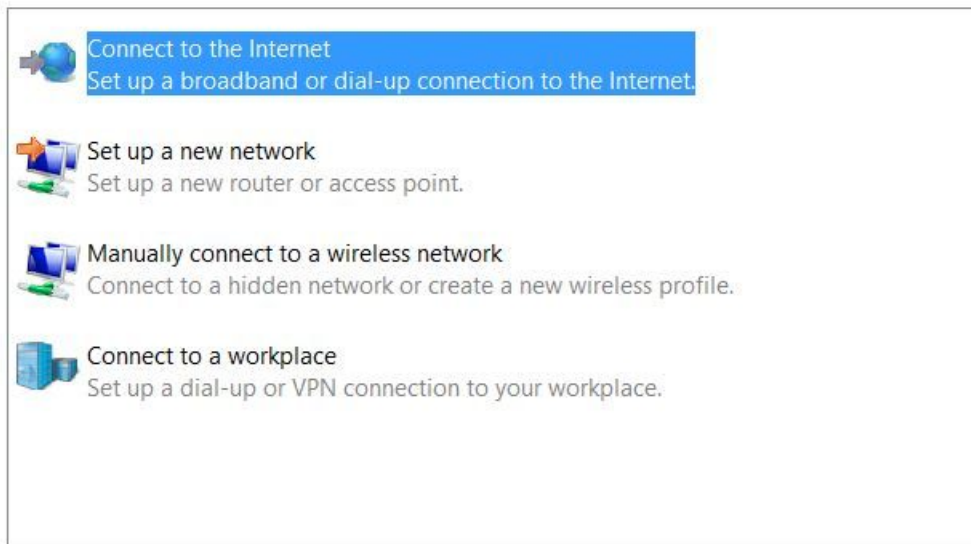 Connect to the Internet
Set up a broadband or dial-up connection to the Internet.
Set up a new network
Set up a new router or access point.
Manually connect to a wireless network
Connect to a hidden network or create a new wireless profile.
Connect to a workplace
Set up a dial-up or VPN connection to your workplace.